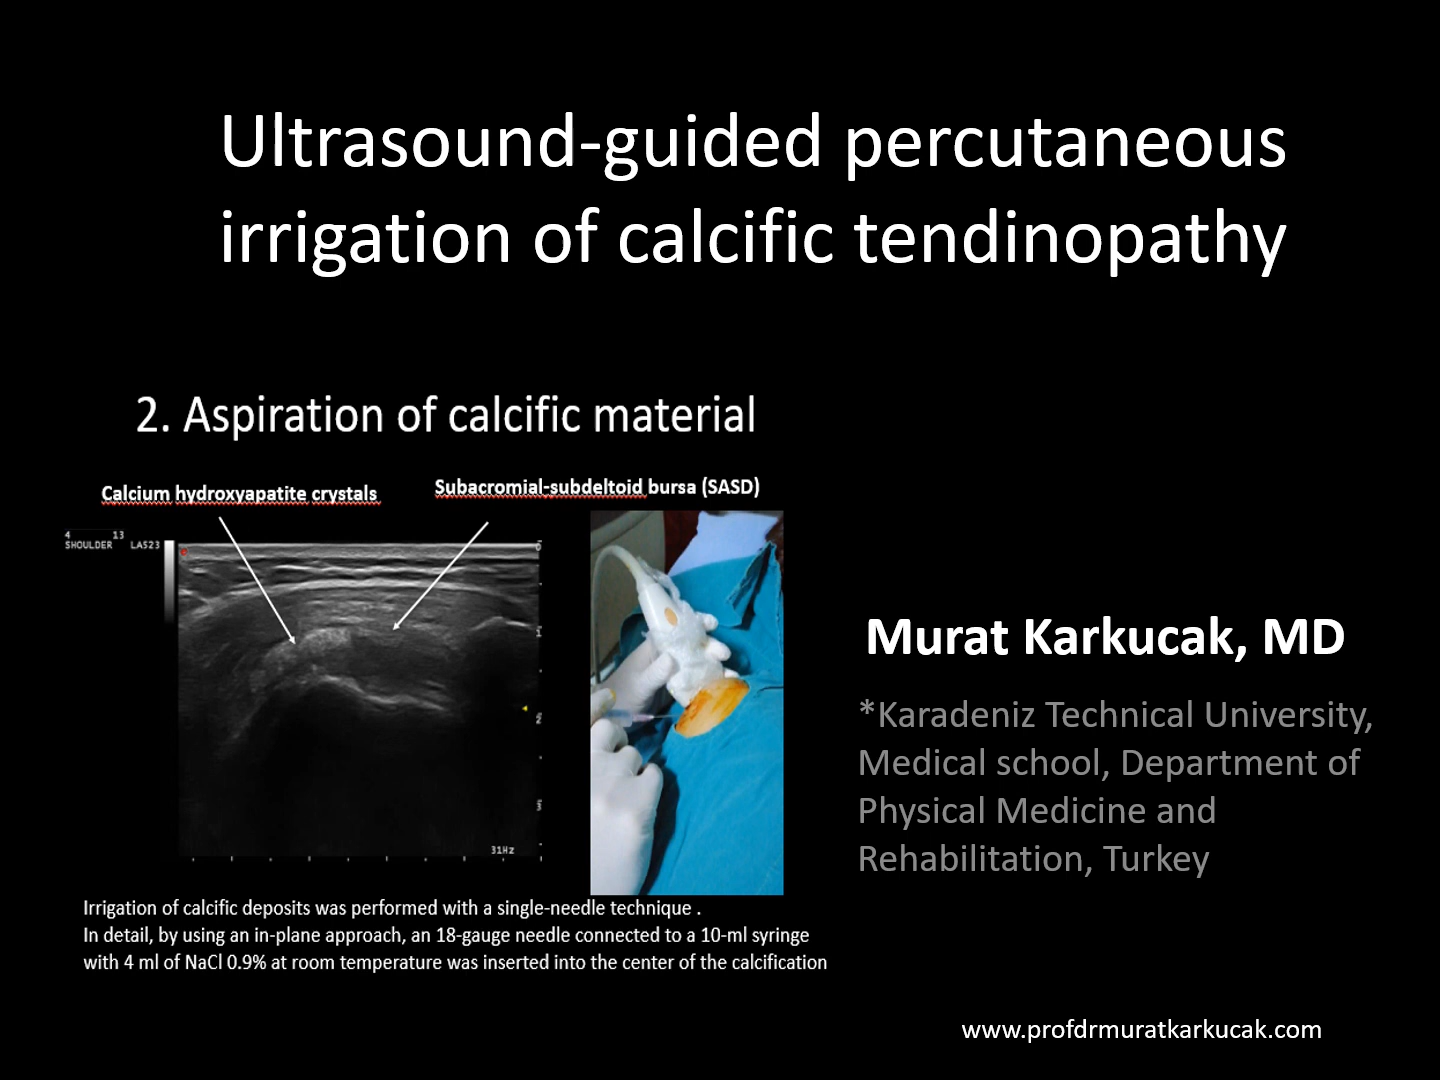 Ultrasound-guided percutaneous
irrigation of calcific tendinopathy
2. Aspiration of calcific material
Calcium hydroxyapatite crystals
Subacromial-subdeltoid bursa (SASD)
4 13
SHOULDER LA523
0
1
2
3
31Hz
Irrigation of calcific deposits was performed with a single-needle technique .
In detail, by using an in-plane approach, an 18-gauge needle connected to a 10-ml syringe
with 4 ml of NaCl 0.9% at room temperature was inserted into the center of the calcification
Murat Karkucak, MD
*Karadeniz Technical University,
Medical school, Department of
Physical Medicine and
Rehabilitation, Turkey
www.profdrmuratkarkucak.com